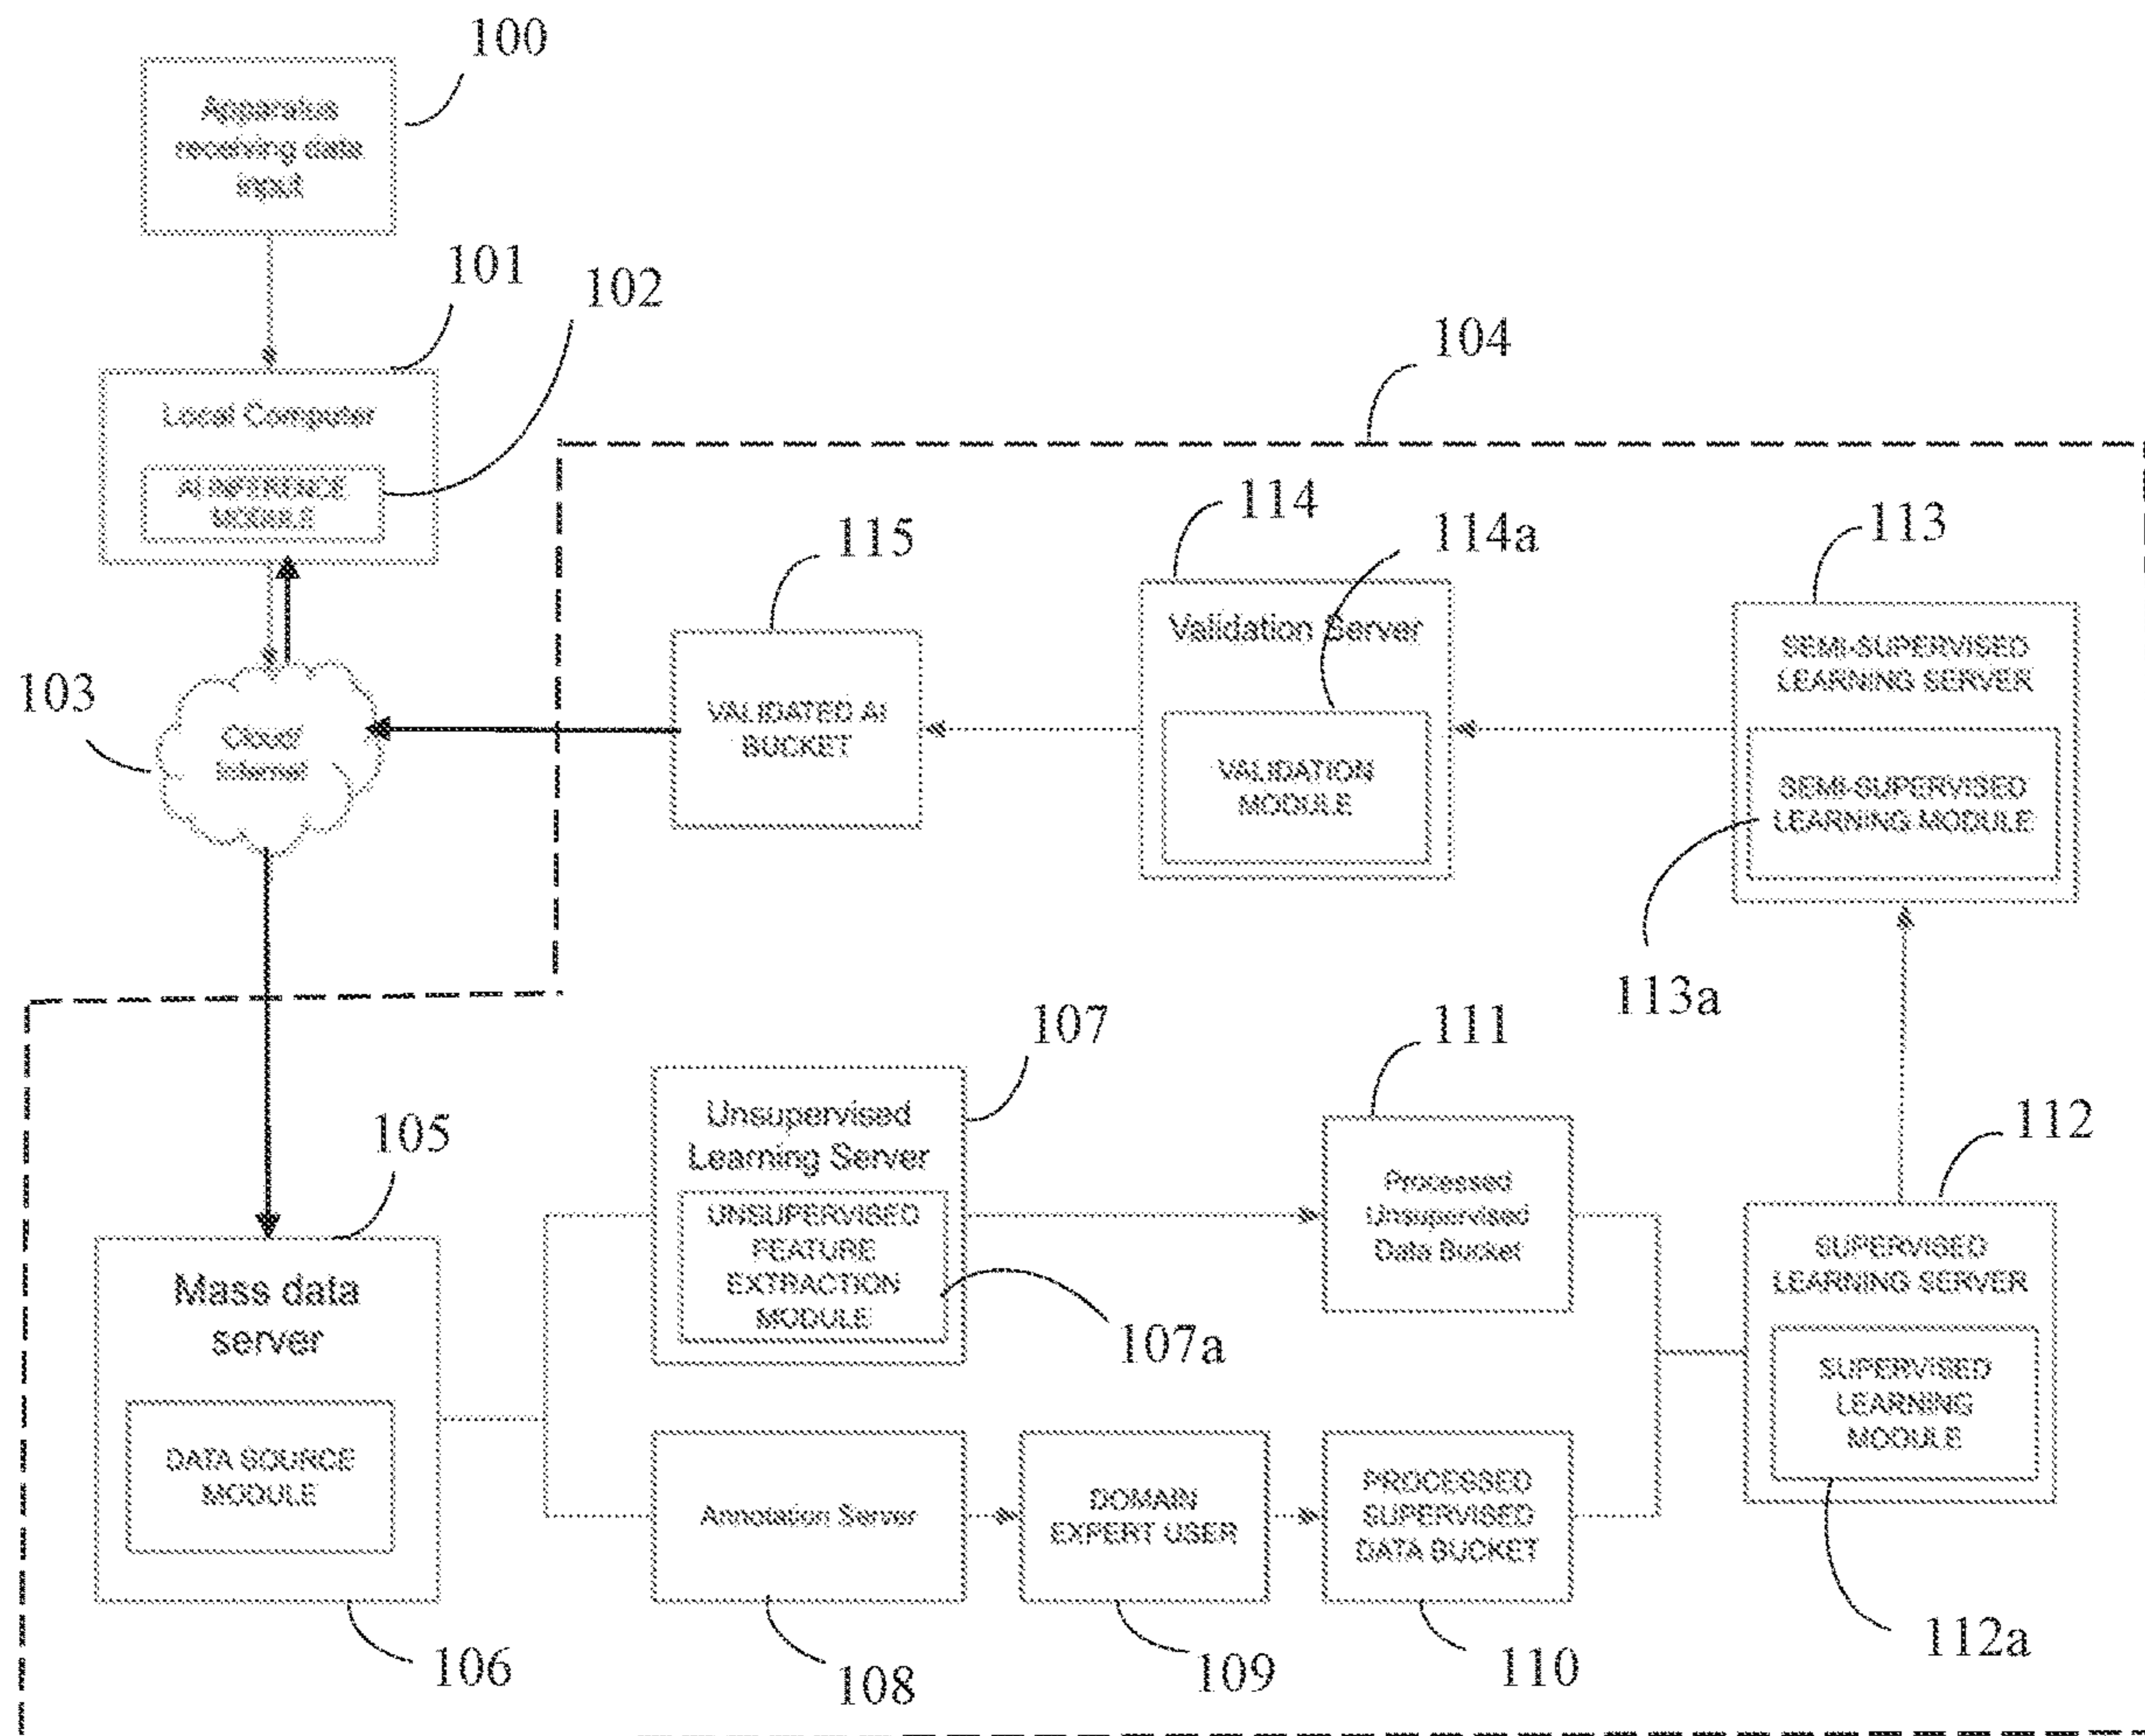 100
Apparatus
receiving data
input
101
102
Local Computer
AI INFERENCE
MODULE
103
Cloud/
Internet
104
115
VALIDATED AI
BUCKET
114
114a
Validation Server
VALIDATION
MODULE
113
SEMI-SUPERVISED
LEARNING SERVER
SEMI-SUPERVISED
LEARNING MODULE
113a
105
Mass data
server
DATA SOURCE
MODULE
106
107
Unsupervised
Learning Server
UNSUPERVISED
FEATURE
EXTRACTION
MODULE
107a
111
Processed
Unsupervised
Data Bucket
112
SUPERVISED
LEARNING SERVER
SUPERVISED
LEARNING
MODULE
112a
Annotation Server
108
DOMAIN
EXPERT USER
109
PROCESSED
SUPERVISED
DATA BUCKET
110